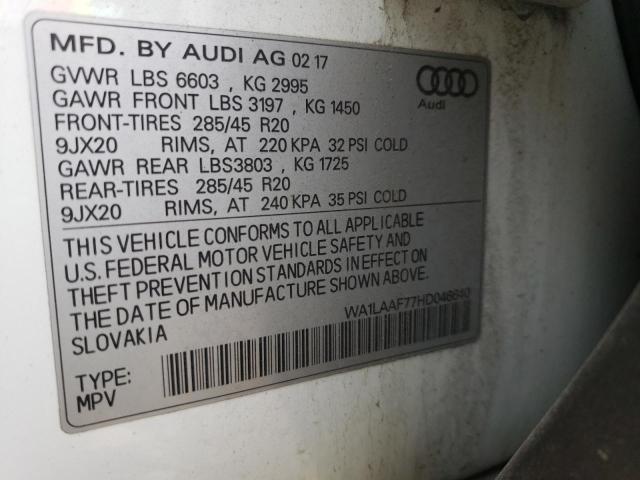 MFD. BY AUDI AG 02 17
GVWR LBS 6603 , KG 2995
GAWR FRONT LBS 3197 , KG 1450
FRONT-TIRES 285/45 R20
9JX20 RIMS, AT 220 KPA 32 PSI COLD
GAWR REAR LBS3803 , KG 1725
REAR-TIRES 285/45 R20
9JX20 RIMS, AT 240 KPA 35 PSI COLD
Audi
THIS VEHICLE CONFORMS TO ALL APPLICABLE
U.S. FEDERAL MOTOR VEHICLE SAFETY AND
THEFT PREVENTION STANDARDS IN EFFECT ON
THE DATE OF MANUFACTURE SHOWN ABOVE.
SLOVAKIA
WA1LAAF77HD046640
TYPE:
MPV